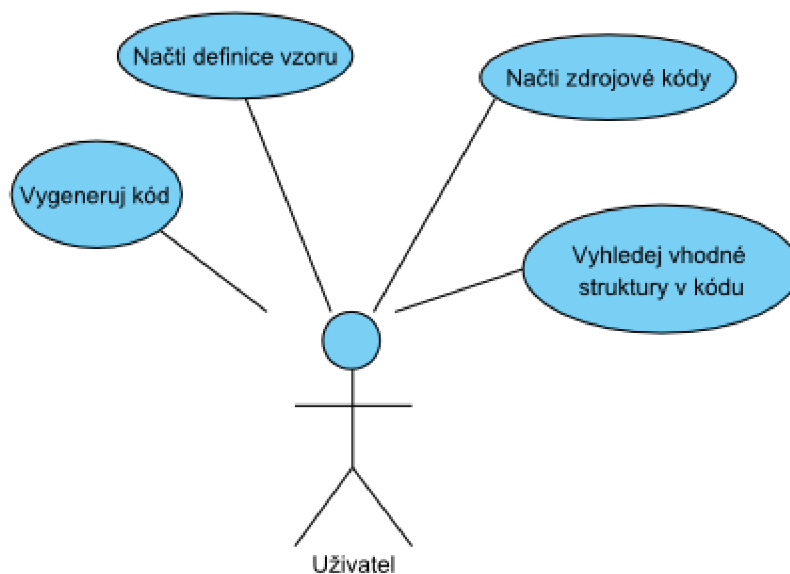 Načti definice vzoru
Načti zdrojové kódy
Vygeneruj kód
Vyhledej vhodné
struktury v kódu
Uživatel